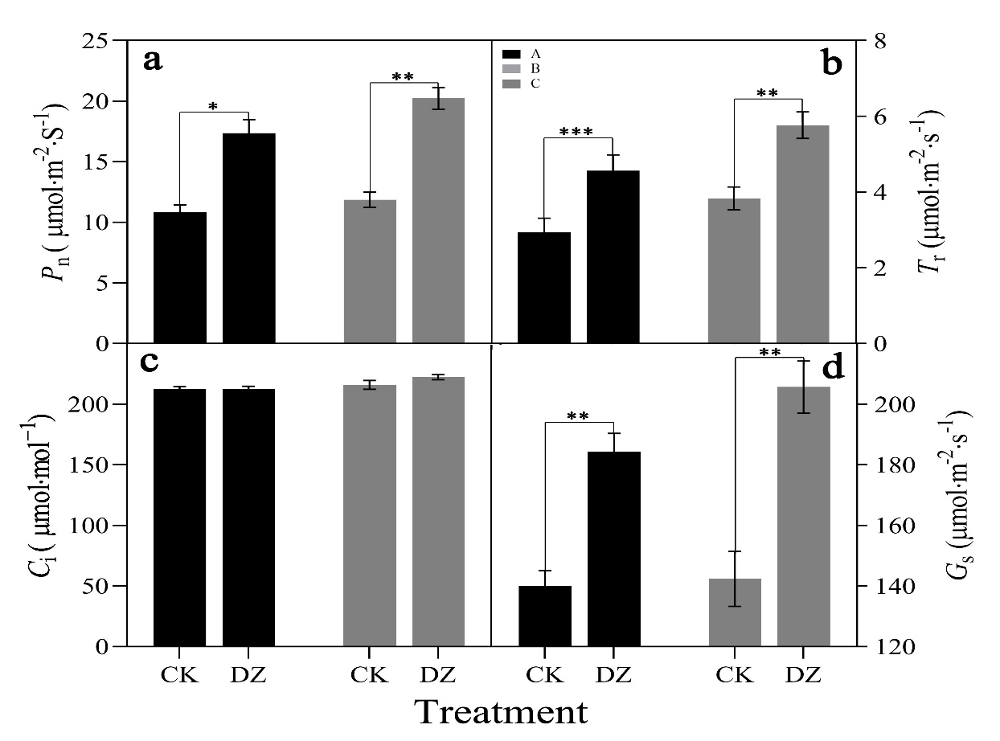 a
b
c
d
A
B
C
25
20
15
10
5
0
Pn ( μmol·m-2·S-1)
8
6
4
2
0
Tr (μmol·m-2·s-1)
*
**
***
**
200
150
100
50
0
Ci ( μmol·mol−1)
200
180
160
140
120
Gs (μmol·m-2·s-1)
**
**
CK DZ CK DZ CK DZ CK DZ
Treatment